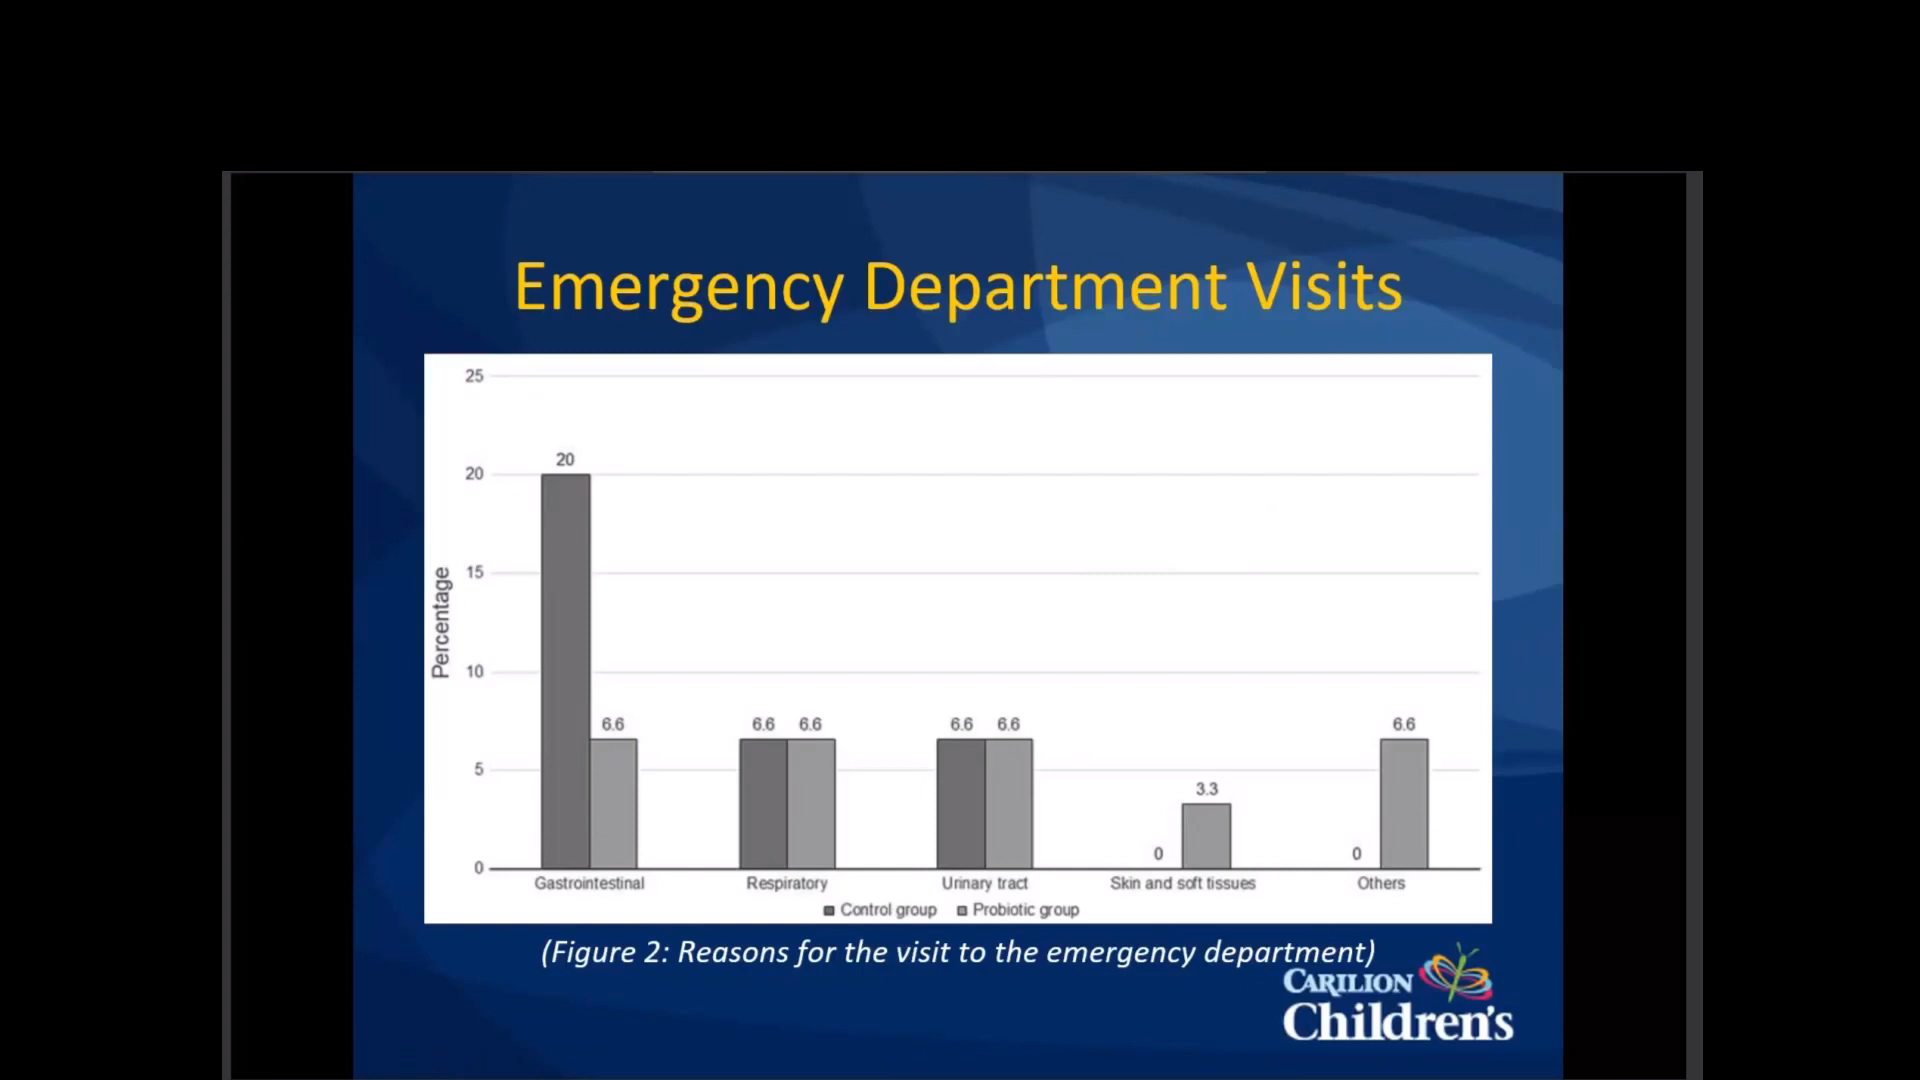 Emergency Department Visits
25
20
20
15
Percentage
10
6.6
6.6 6.6
6.6 6.6
6.6
5
3.3
0
0
0
Gastrointestinal Respiratory Urinary tract Skin and soft tissues Others
Control group Probiotic group
(Figure 2: Reasons for the visit to the emergency department)
CARILION
Children's